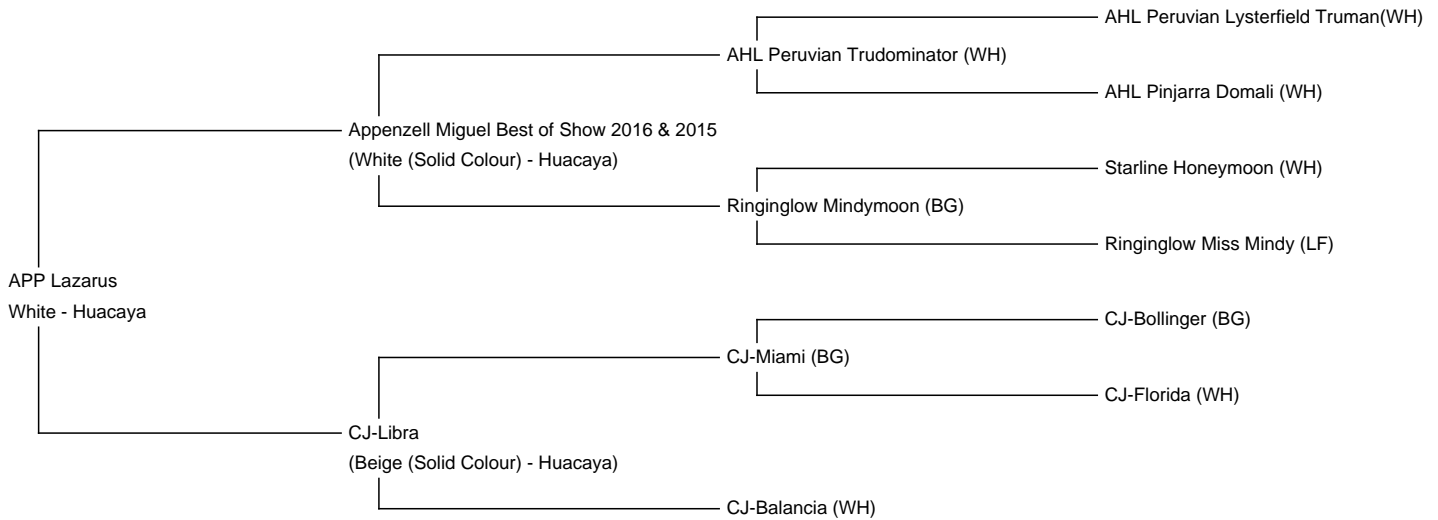 AHL Peruvian Lysterfield Truman(WH)
AHL Peruvian Trudominator (WH)
AHL Pinjarra Domali (WH)
Appenzell Miguel Best of Show 2016 & 2015
(White (Solid Colour) - Huacaya)
Starline Honeymoon (WH)
Ringinglow Mindymoon (BG)
Ringinglow Miss Mindy (LF)
APP Lazarus
White - Huacaya
CJ-Bollinger (BG)
CJ-Miami (BG)
CJ-Florida (WH)
CJ-Libra
(Beige (Solid Colour) - Huacaya)
CJ-Balancia (WH)